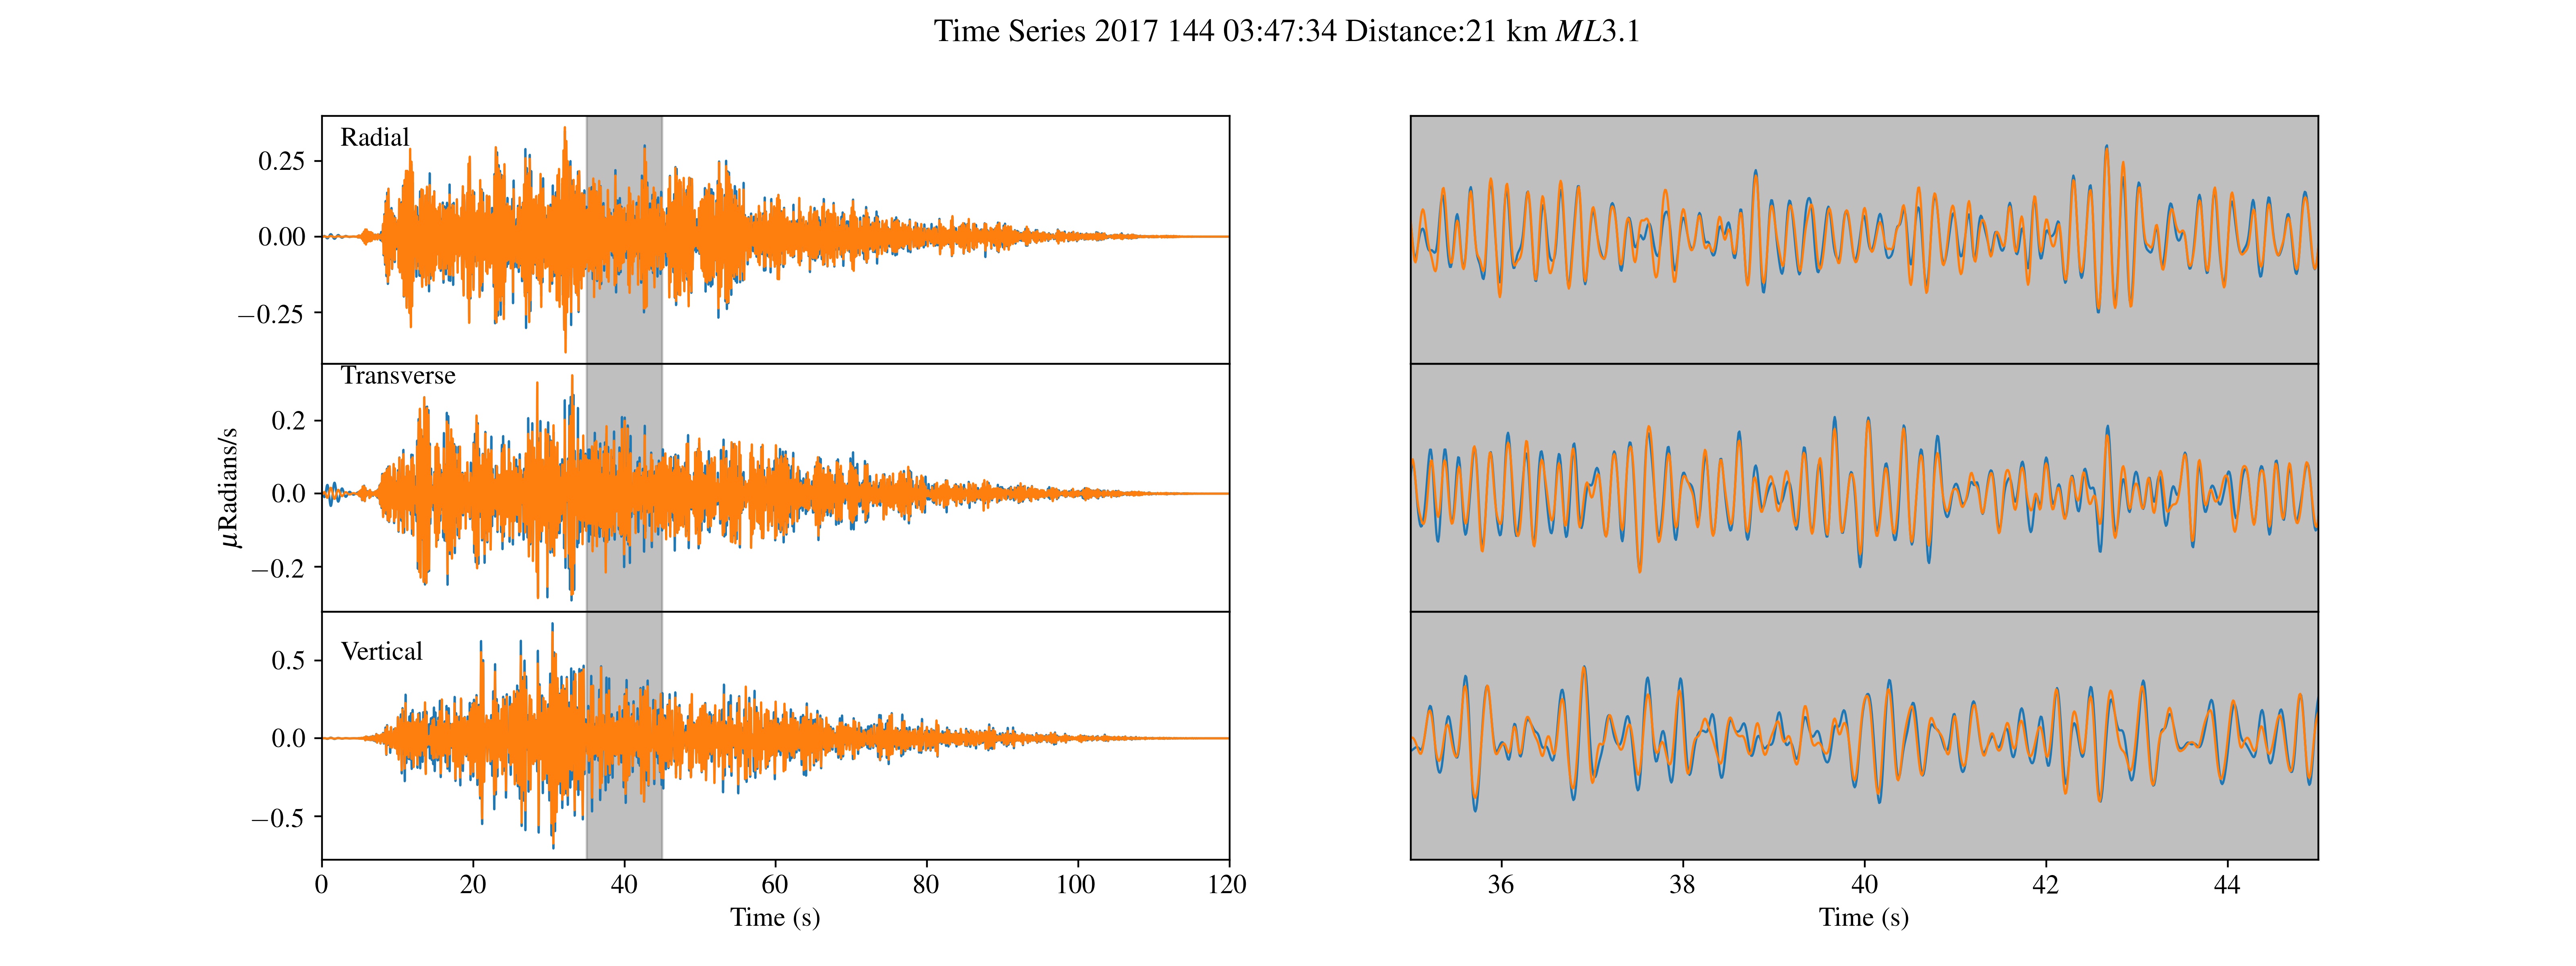 Time Series 2017 144 03:47:34 Distance:21 km ML3.1
Radial
0.25
0.00
−0.25
Transverse
0.2
0.0
−0.2
μRadians/s
Vertical
0.5
0.0
−0.5
0 20 40 60 80 100 120
Time (s)
36 38 40 42 44
Time (s)